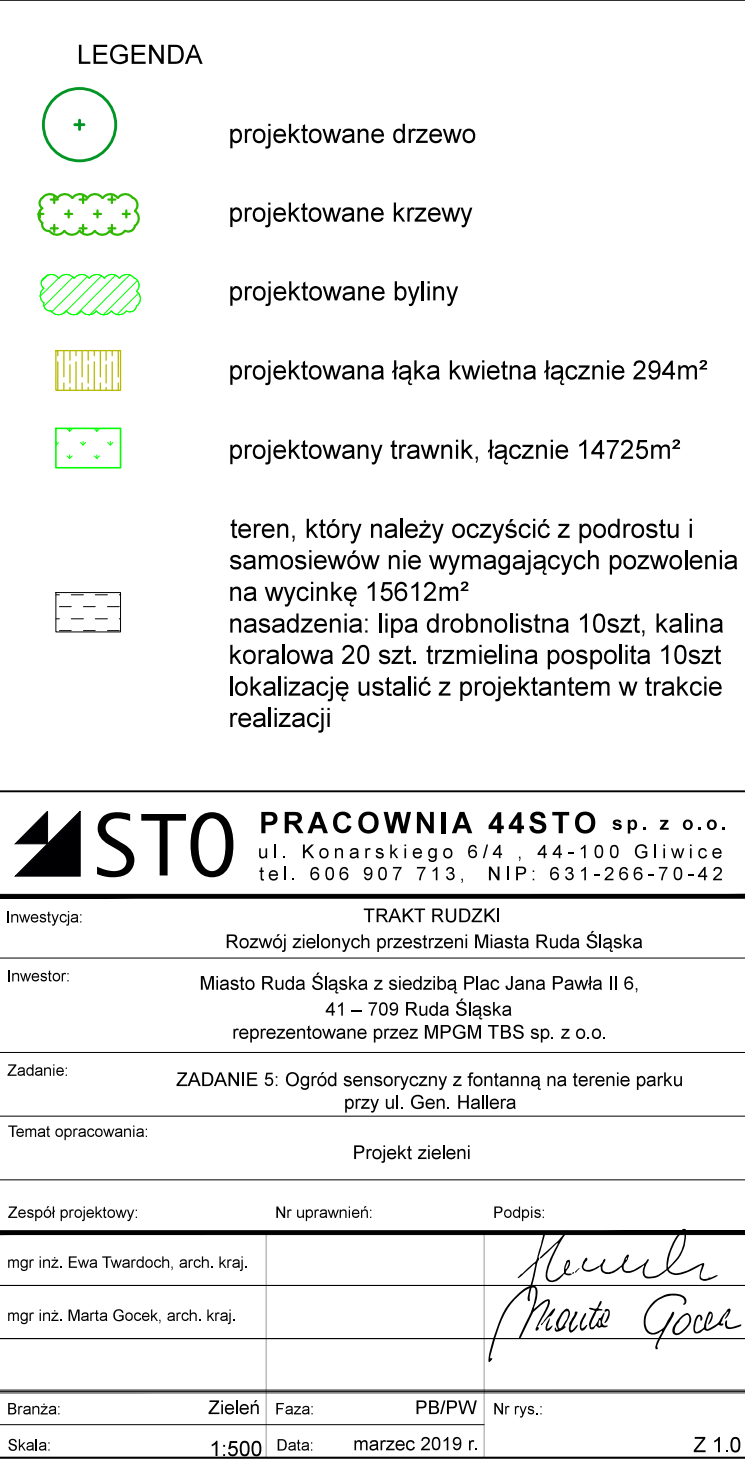 LEGENDA
projektowane drzewo
projektowane krzewy
projektowane byliny
projektowana łąka kwietna łącznie 294m²
projektowany trawnik, łącznie 14725m²
teren, który należy oczyścić z podrostu i
samosiewów nie wymagających pozwolenia
na wycinkę 15612m²
nasadzenia: lipa drobnolistna 10szt, kalina
koralowa 20 szt. trzmielina pospolita 10szt
lokalizację ustalić z projektantem w trakcie
realizacji
STO PRACOWNIA 44STO sp. z o.o.
ul. Konarskiego 6/4 , 44-100 Gliwice
tel. 606 907 713, NIP: 631-266-70-42
Inwestycja: TRAKT RUDZKI
Rozwój zielonych przestrzeni Miasta Ruda Śląska
Inwestor: Miasto Ruda Śląska z siedzibą Plac Jana Pawła II 6,
41 – 709 Ruda Śląska
reprezentowane przez MPGM TBS sp. z o.o.
Zadanie: ZADANIE 5: Ogród sensoryczny z fontanną na terenie parku
przy ul. Gen. Hallera
Temat opracowania:
Projekt zieleni
Zespół projektowy: Nr uprawnień: Podpis:
mgr inż. Ewa Twardoch, arch. kraj.
mgr inż. Marta Gocek, arch. kraj. Marta Gocek
Branża: Zieleń Faza: PB/PW Nr rys.:
Skala: 1:500 Data: marzec 2019 r. Z 1.0